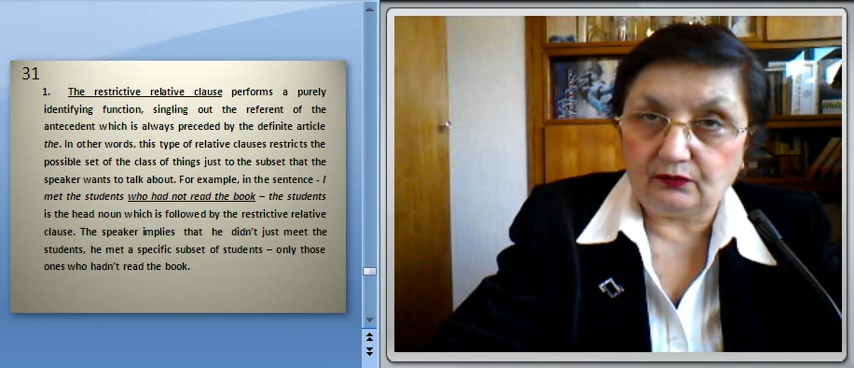 31
1. The restrictive relative clause performs a purely
identifying function, singling out the referent of the
antecedent which is always preceded by the definite article
the. In other words, this type of relative clauses restricts the
possible set of the class of things just to the subset that the
speaker wants to talk about. For example, in the sentence - I
met the students who had not read the book – the students
is the head noun which is followed by the restrictive relative
clause. The speaker implies that he didn't just meet the
students, he met a specific subset of students – only those
ones who hadn't read the book.